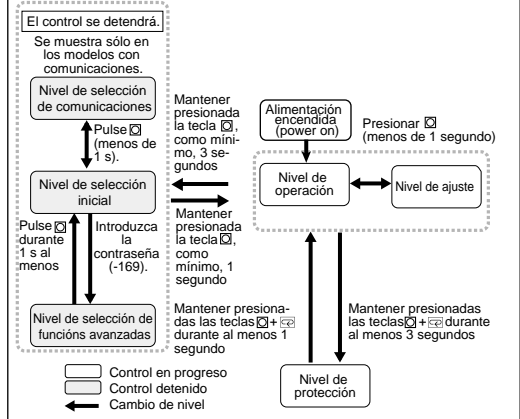 El control se detendrá.
Se muestra sólo en
los modelos con
comunicaciones.
Nivel de selección
de comunicaciones
Pulse
(menos de
1 s).
Nivel de selección
inicial
Pulse
durante
1 s al
menos
Introduzca
la
contraseña
(-169).
Nivel de selección de
funcións avanzadas
Mantener
presionada
la tecla ,
como míni-
mo, 3 se-
gundos
Mantener
presionada
la tecla ,
como
mínimo, 1
segundo
Alimentación
encendida
(power on)
Presionar
(menos de 1 segundo)
Nivel de
operación
Nivel de ajuste
Mantener presiona-
das las teclas +
durante al menos 1
segundo
Mantener presionadas
las teclas + durante
al menos 3 segundos
Nivel de
protección
Control en progreso
Control detenido
Cambio de nivel